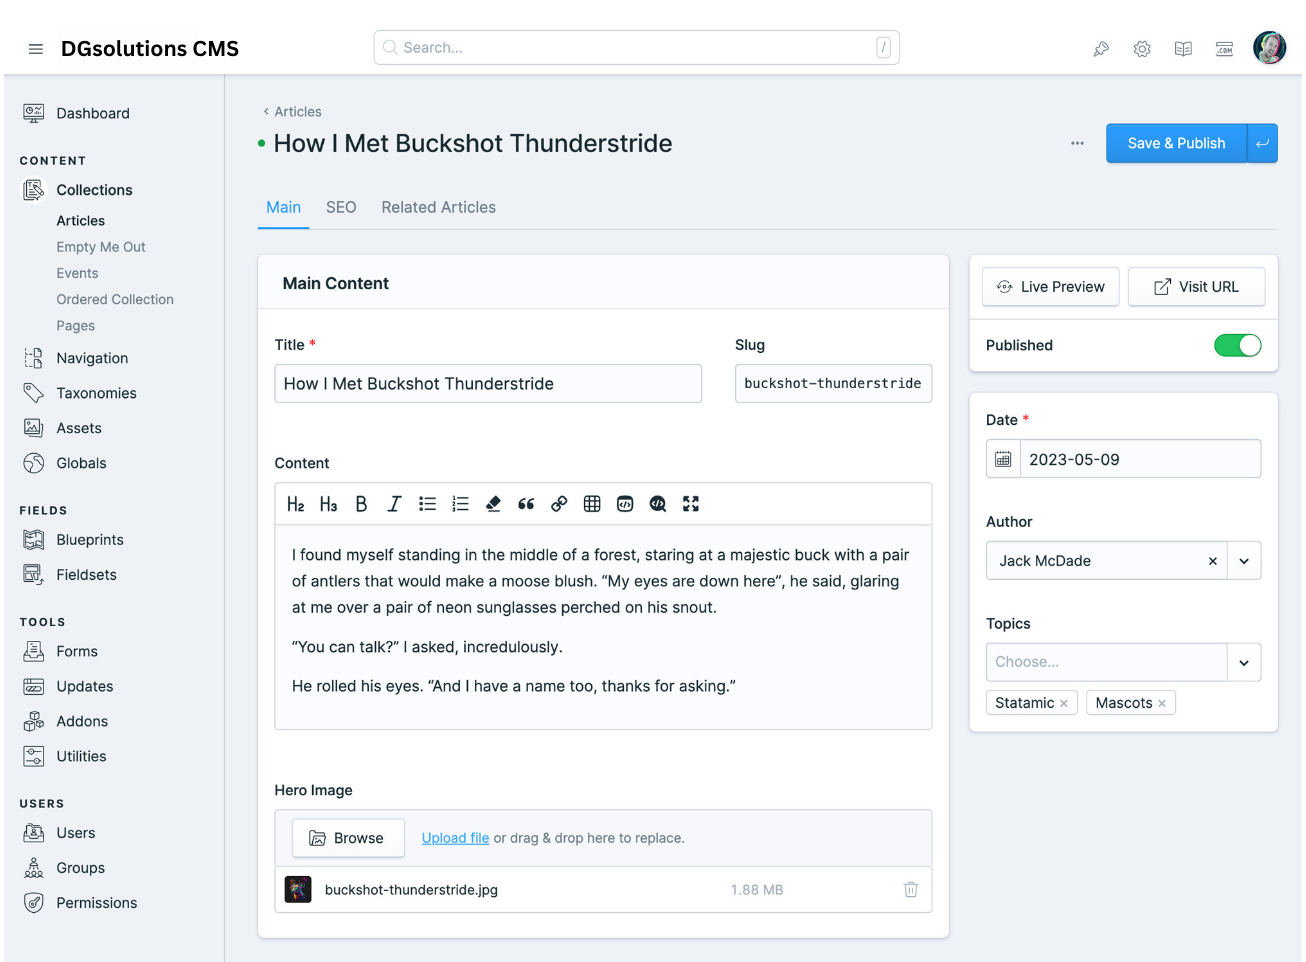 DGsolutions CMS
Search...
/
.COM
Dashboard
CONTENT
Collections
Articles
Empty Me Out
Events
Ordered Collection
Pages
Navigation
Taxonomies
Assets
Globals
FIELDS
Blueprints
Fieldsets
TOOLS
Forms
Updates
Addons
Utilities
USERS
Users
Groups
Permissions
‹ Articles
How I Met Buckshot Thunderstride
Save & Publish
Main SEO Related Articles
Main Content
Title *
How I Met Buckshot Thunderstride
Slug
buckshot-thunderstride
Content
H2 H3 B I
I found myself standing in the middle of a forest, staring at a majestic buck with a pair
of antlers that would make a moose blush. “My eyes are down here”, he said, glaring
at me over a pair of neon sunglasses perched on his snout.
“You can talk?” I asked, incredulously.
He rolled his eyes. “And I have a name too, thanks for asking.”
Hero Image
Browse
Upload file or drag & drop here to replace.
buckshot-thunderstride.jpg 1.88 MB
Live Preview
Visit URL
Published
Date *
2023-05-09
Author
Jack McDade ×
Topics
Choose...
Statamic ×
Mascots ×